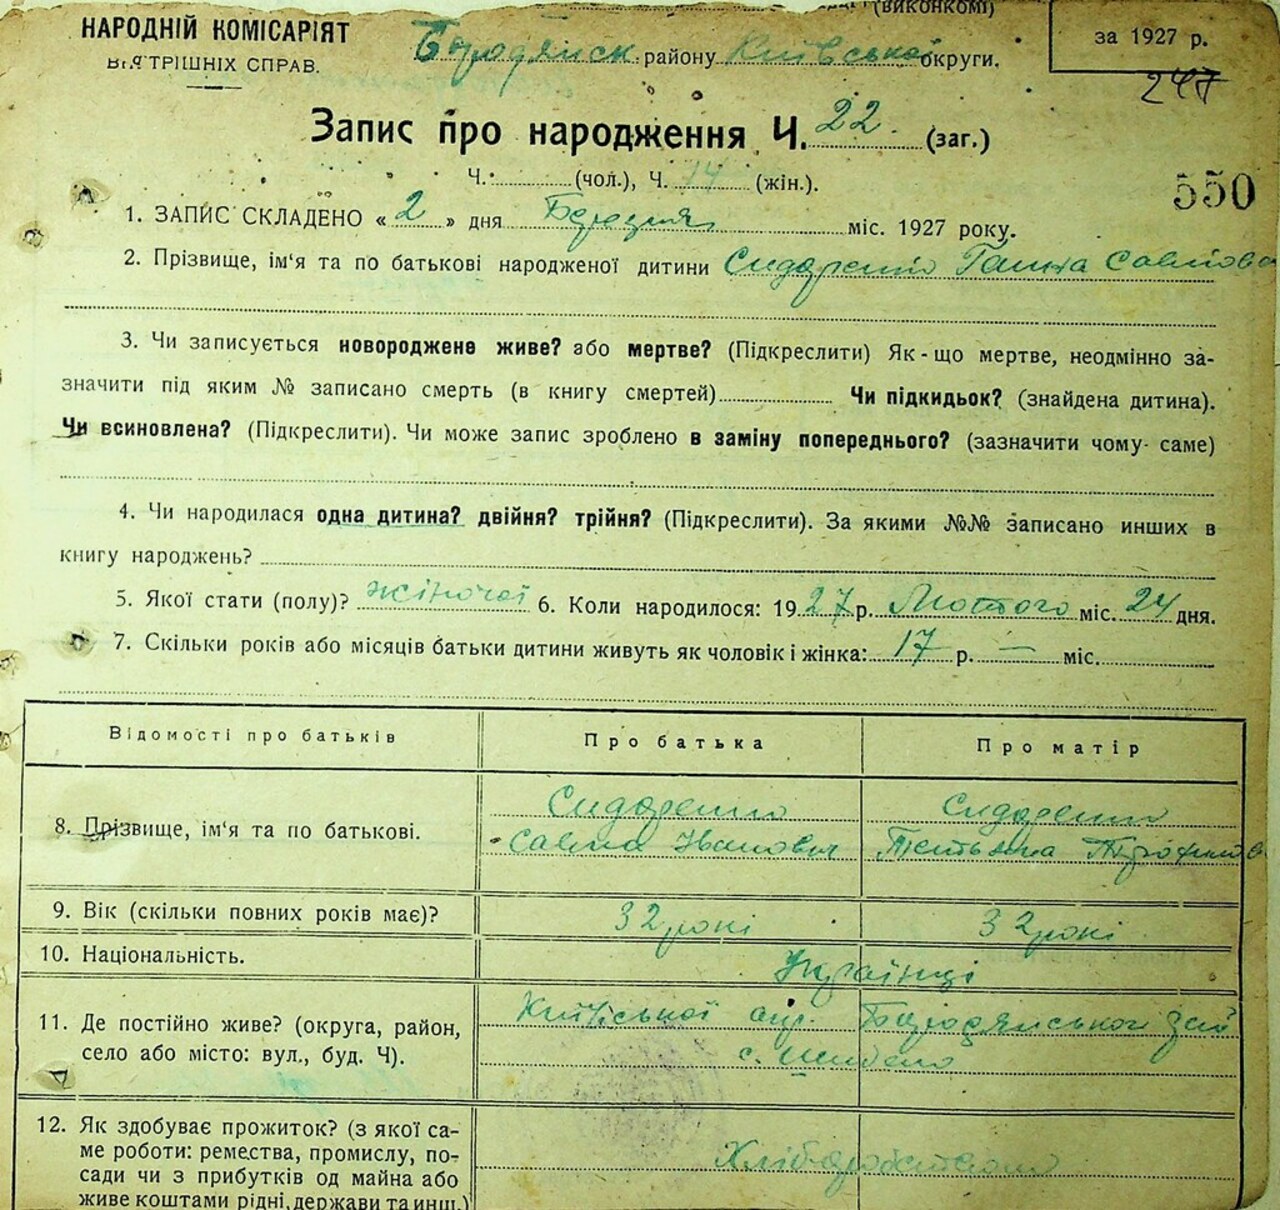 (ВИКОНКОМІ)
НАРОДНІЙ КОМІСАРІЯТ
ВНУТРІШНІХ СПРАВ.
Бородянськ. району Київської округи.
за 1927 р.
247
Запис про народження Ч. 22. (заг.)
Ч. (чол.), Ч. 14 (жін.).
550
1. ЗАПИС СКЛАДЕНО « 2 » дня Березня міс. 1927 року.
2. Прізвище, ім'я та по батькові народженої дитини Сидоренко Ганна Савлівна
3. Чи записується новороджене живе? або мертве? (Підкреслити) Як-що мертве, неодмінно за-
значити під яким № записано смерть (в книгу смертей) Чи підкидьок? (знайдена дитина).
Чи всиновлена? (Підкреслити). Чи може запис зроблено в заміну попереднього? (зазначити чому-саме)
4. Чи народилася одна дитина? двійня? трійня? (Підкреслити). За якими №№ записано инших в
книгу народжень?
5. Якої стати (полу)? жіночої 6. Коли народилося: 1927 р. Лютого міс. 24 дня.
7. Скільки років або місяців батьки дитини живуть як чоловік і жінка: 17 р. — міс.
Відомості про батьків Про батька Про матір
8. Прізвище, ім'я та по батькові.
Сидоренко Сидоренко
Іванович Тетьяна
9. Вік (скільки повних років має)? 32 роки 32 роки
10. Національність. Українці
11. Де постійно живе? (округа, район,
село або місто: вул., буд. Ч).
Київської окр. Бородянського
с.
12. Як здобуває прожиток? (з якої са-
ме роботи: ремества, промислу, по-
сади чи з прибутків од майна або
живе коштами рідні, держави та инш.)
Хліборобством